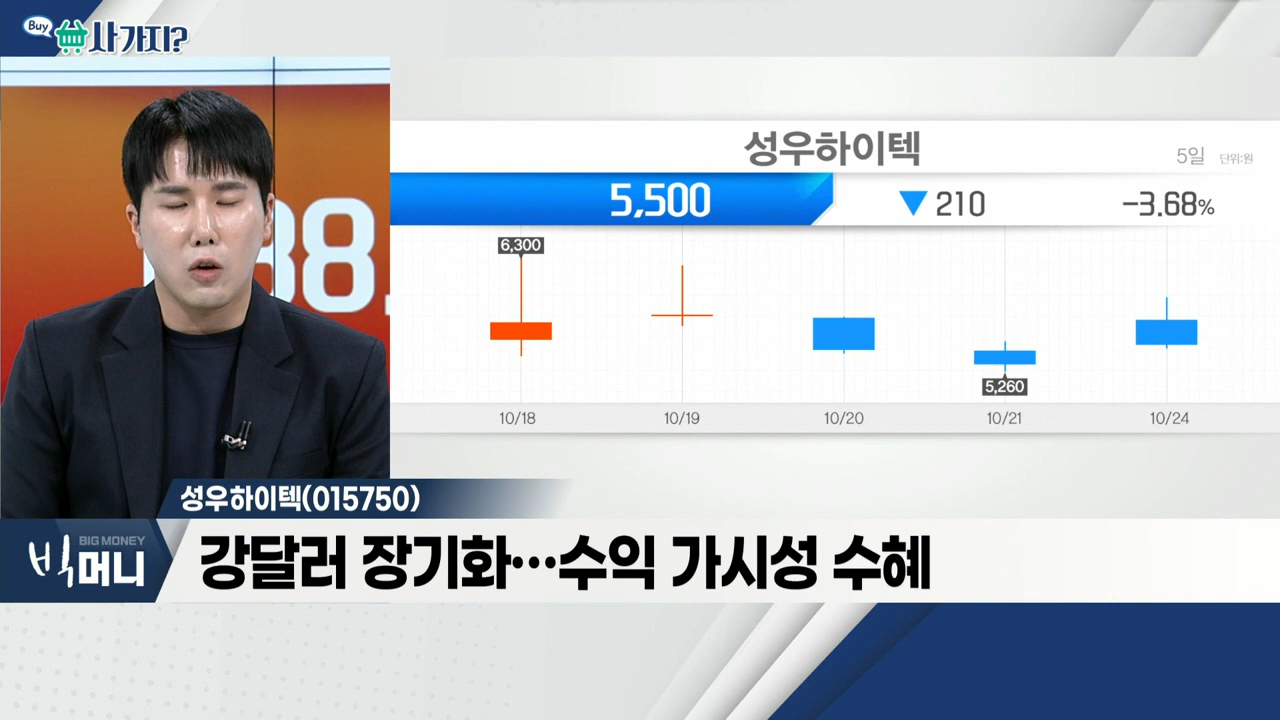 Buy
사가지?
성우하이텍
5일 단위:원
5,500 ▼210 -3.68%
6,300
5,260
10/18 10/19 10/20 10/21 10/24
성우하이텍(015750)
BIG MONEY
빅머니
강달러 장기화…수익 가시성 수혜